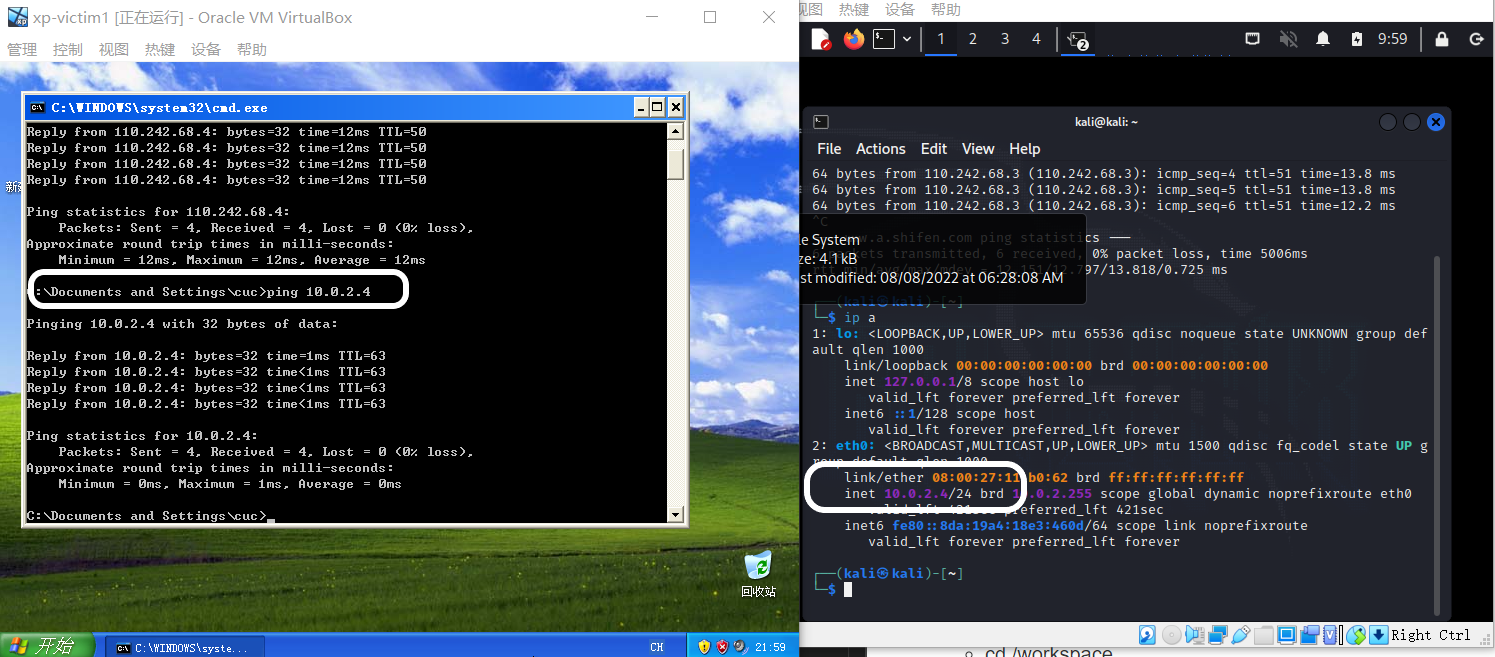 xp-victim1 [正在运行] - Oracle VM VirtualBox
管理 控制 视图 热键 设备 帮助
C:\WINDOWS\system32\cmd.exe
Reply from 110.242.68.4: bytes=32 time=12ms TTL=50
Reply from 110.242.68.4: bytes=32 time=12ms TTL=50
Reply from 110.242.68.4: bytes=32 time=12ms TTL=50
Reply from 110.242.68.4: bytes=32 time=12ms TTL=50
Ping statistics for 110.242.68.4:
Packets: Sent = 4, Received = 4, Lost = 0 (0% loss),
Approximate round trip times in milli-seconds:
Minimum = 12ms, Maximum = 12ms, Average = 12ms
:\Documents and Settings\cuc>ping 10.0.2.4
Pinging 10.0.2.4 with 32 bytes of data:
Reply from 10.0.2.4: bytes=32 time=1ms TTL=63
Reply from 10.0.2.4: bytes=32 time<1ms TTL=63
Reply from 10.0.2.4: bytes=32 time<1ms TTL=63
Reply from 10.0.2.4: bytes=32 time<1ms TTL=63
Ping statistics for 10.0.2.4:
Packets: Sent = 4, Received = 4, Lost = 0 (0% loss),
Approximate round trip times in milli-seconds:
Minimum = 0ms, Maximum = 1ms, Average = 0ms
C:\Documents and Settings\cuc>_
回收站
开始
C:\WINDOWS\syste...
CH
21:59
视图 热键 设备 帮助
1 2 3 4
2
9:59
kali@kali: ~
File Actions Edit View Help
64 bytes from 110.242.68.3 (110.242.68.3): icmp_seq=4 ttl=51 time=13.8 ms
64 bytes from 110.242.68.3 (110.242.68.3): icmp_seq=5 ttl=51 time=13.8 ms
64 bytes from 110.242.68.3 (110.242.68.3): icmp_seq=6 ttl=51 time=12.2 ms
^C
.a.shifen.com ping statistics ——
transmitted, 6 received, 0% packet loss, time 5006ms
797/13.818/0.725 ms
le System
ze: 4.1 kB
st modified: 08/08/2022 at 06:28:08 AM
(kali㉿kali)-[~]
$ ip a
1: lo: <LOOPBACK,UP,LOWER_UP> mtu 65536 qdisc noqueue state UNKNOWN group def
ault qlen 1000
link/loopback 00:00:00:00:00:00 brd 00:00:00:00:00:00
inet 127.0.0.1/8 scope host lo
valid_lft forever preferred_lft forever
inet6 ::1/128 scope host
valid_lft forever preferred_lft forever
2: eth0: <BROADCAST,MULTICAST,UP,LOWER_UP> mtu 1500 qdisc fq_codel state UP g
roup default qlen 1000
link/ether 08:00:27:11 b0:62 brd ff:ff:ff:ff:ff:ff
inet 10.0.2.4/24 brd 1 .0.2.255 scope global dynamic noprefixroute eth0
valid_lft 421sec preferred_lft 421sec
inet6 fe80::8da:19a4:18e3:460d/64 scope link noprefixroute
valid_lft forever preferred_lft forever
(kali㉿kali)-[~]
$
Right Ctrl
cd /workspace